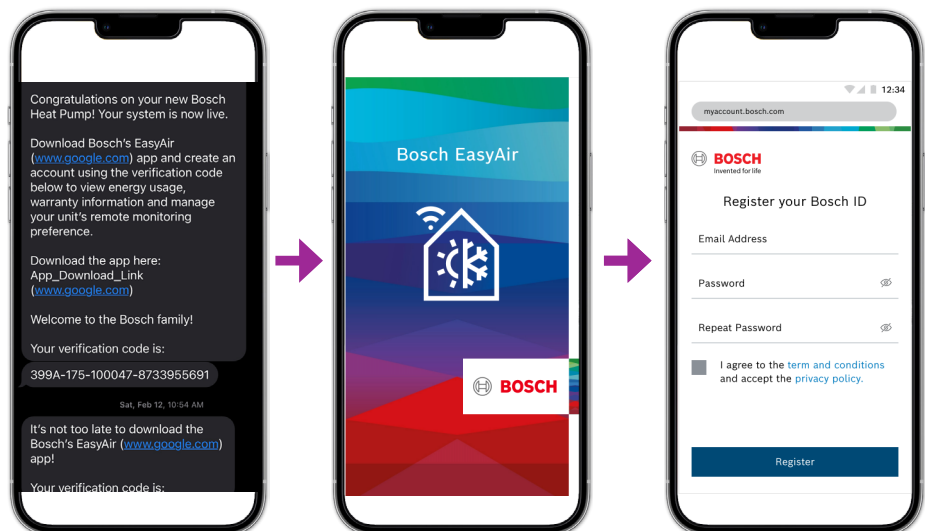 Congratulations on your new Bosch
Heat Pump! Your system is now live.
Download Bosch's EasyAir
(www.google.com) app and create an
account using the verification code
below to view energy usage,
warranty information and manage
your unit's remote monitoring
preference.
Download the app here:
App_Download_Link
(www.google.com)
Welcome to the Bosch family!
Your verification code is:
399A-175-100047-8733955691
Sat, Feb 12, 10:54 AM
It's not too late to download the
Bosch's EasyAir (www.google.com)
app!
Your verification code is:
Bosch EasyAir
BOSCH
12:34
myaccount.bosch.com
BOSCH
Invented for life
Register your Bosch ID
Email Address
Password
Repeat Password
I agree to the term and conditions
and accept the privacy policy.
Register